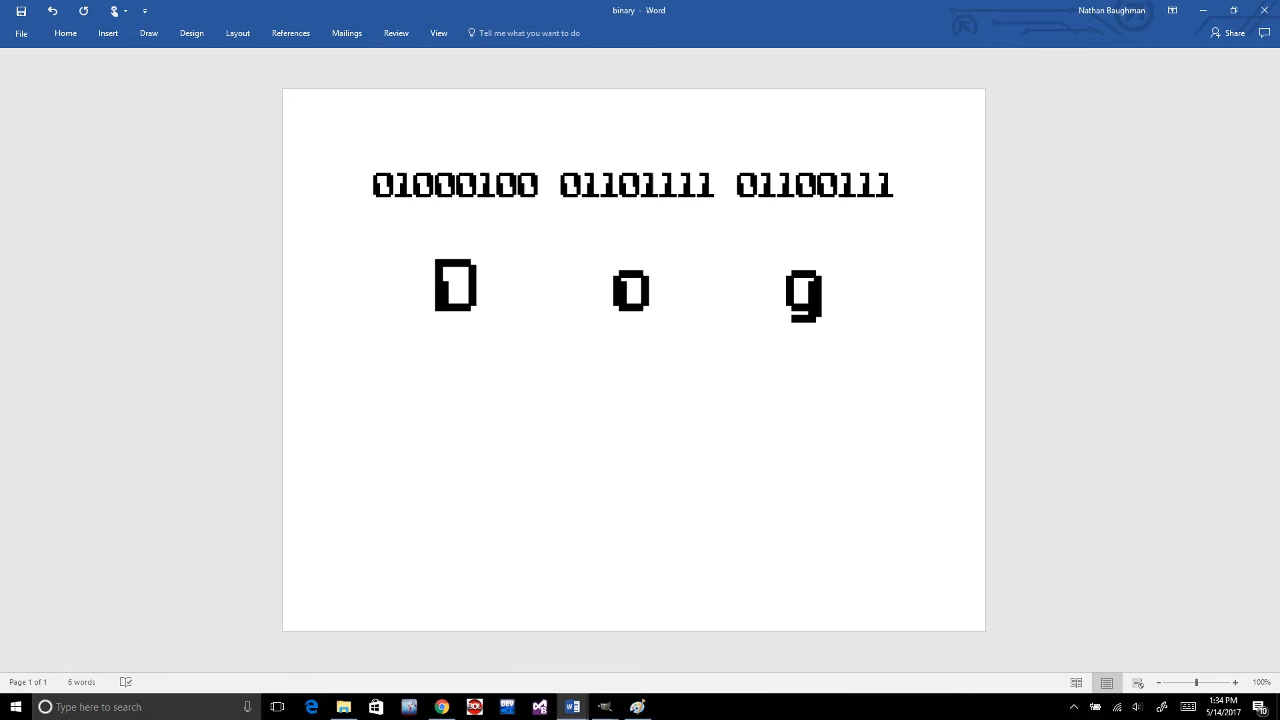 binary - Word
Nathan Baughman
File Home Insert Draw Design Layout References Mailings Review View Tell me what you want to do
Share
01000100 01101111 01100111
D o g
Page 1 of 1 6 words
100%
Type here to search
1:34 PM
5/14/2017